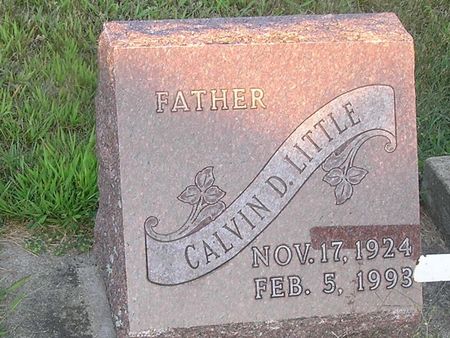 FATHER
CALVIN D. LITTLE
NOV. 17, 1924
FEB. 5, 1993